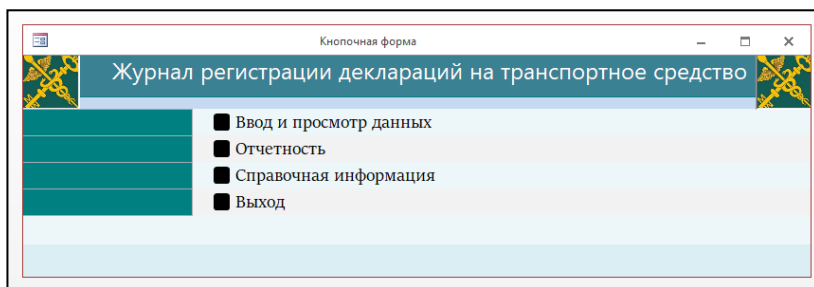 Кнопочная форма
Журнал регистрации деклараций на транспортное средство
Ввод и просмотр данных
Отчетность
Справочная информация
Выход